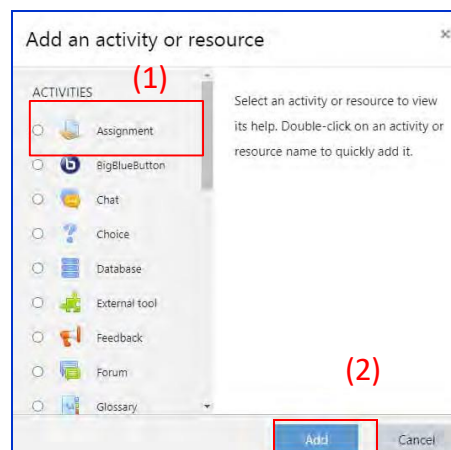 Add an activity or resource
×
(1)
ACTIVITIES
Assignment
BigBlueButton
Chat
Choice
Database
External tool
Feedback
Forum
Glossary
Select an activity or resource to view
its help. Double-click on an activity or
resource name to quickly add it.
(2)
Add
Cancel